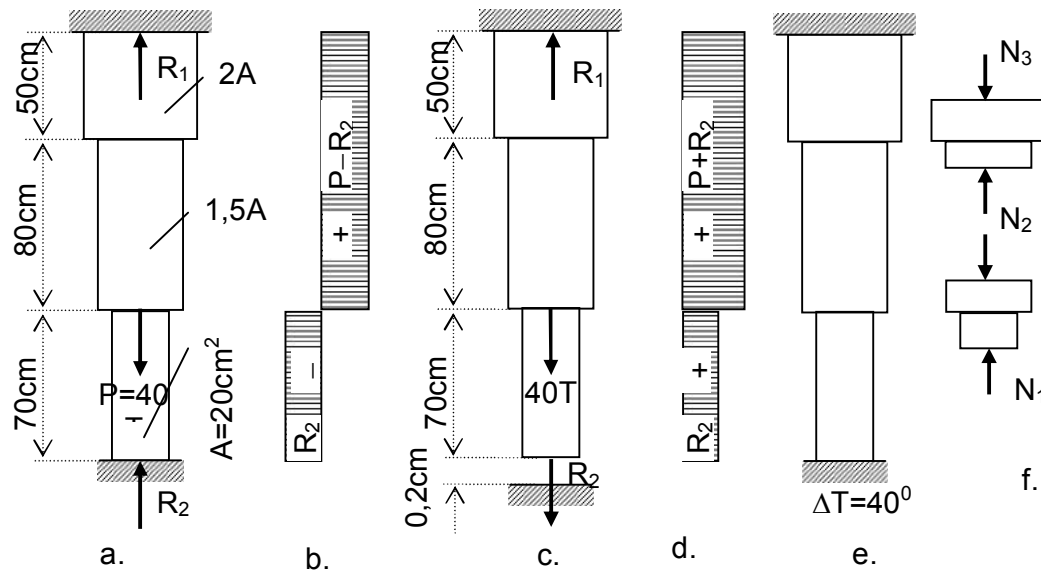 50cm
80cm
70cm
R1
2A
1,5A
P=40
A=20cm²
R2
a.
P−R2
+
−
R2
b.
50cm
80cm
70cm
0,2cm
R1
40T
R2
c.
P+R2
+
+
R2
d.
ΔT=40⁰
e.
N3
N2
N1
f.